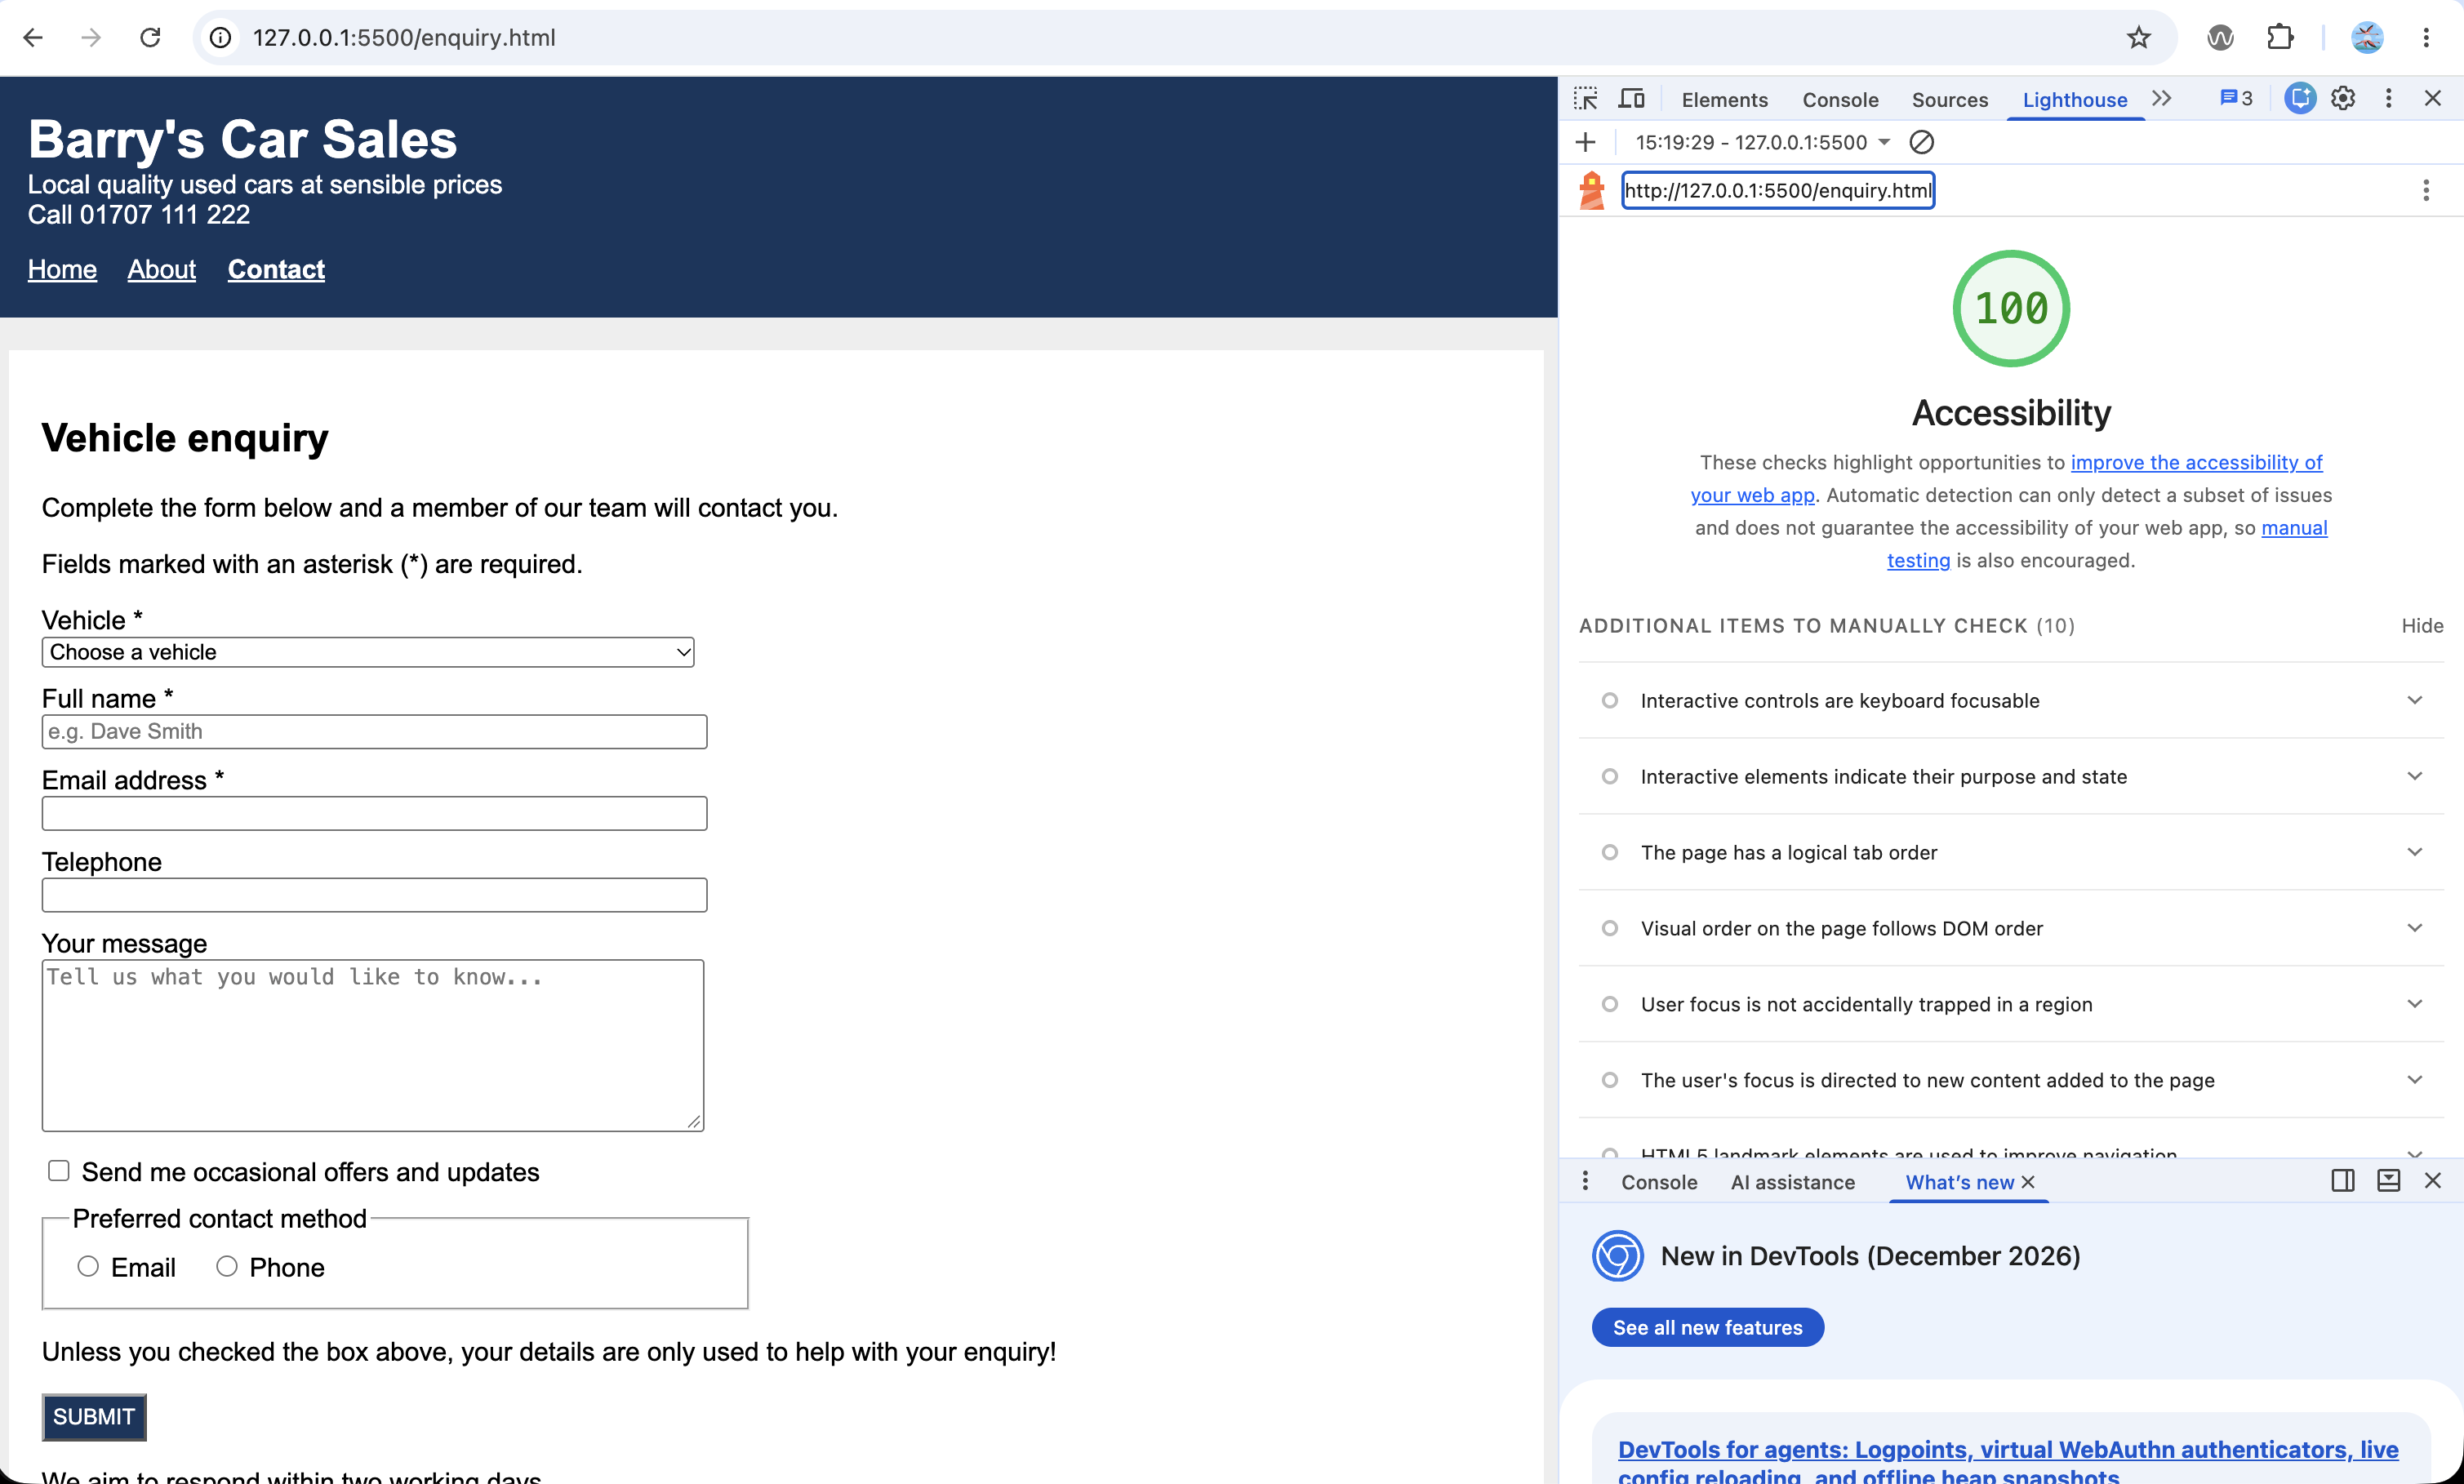 127.0.0.1:5500/enquiry.html
Barry's Car Sales
Local quality used cars at sensible prices
Call 01707 111 222
Home About Contact
Vehicle enquiry
Complete the form below and a member of our team will contact you.
Fields marked with an asterisk (*) are required.
Vehicle *
Choose a vehicle
Full name *
e.g. Dave Smith
Email address *
Telephone
Your message
Tell us what you would like to know...
Send me occasional offers and updates
Preferred contact method
Email Phone
Unless you checked the box above, your details are only used to help with your enquiry!
SUBMIT
We aim to respond within two working days.
Elements Console Sources Lighthouse 3
15:19:29 - 127.0.0.1:5500
http://127.0.0.1:5500/enquiry.html
100
Accessibility
These checks highlight opportunities to improve the accessibility of
your web app. Automatic detection can only detect a subset of issues
and does not guarantee the accessibility of your web app, so manual
testing is also encouraged.
ADDITIONAL ITEMS TO MANUALLY CHECK (10) Hide
Interactive controls are keyboard focusable
Interactive elements indicate their purpose and state
The page has a logical tab order
Visual order on the page follows DOM order
User focus is not accidentally trapped in a region
The user's focus is directed to new content added to the page
HTML5 landmark elements are used to improve navigation
Console AI assistance What's new
New in DevTools (December 2026)
See all new features
DevTools for agents: Logpoints, virtual WebAuthn authenticators, live
config reloading, and offline heap snapshots